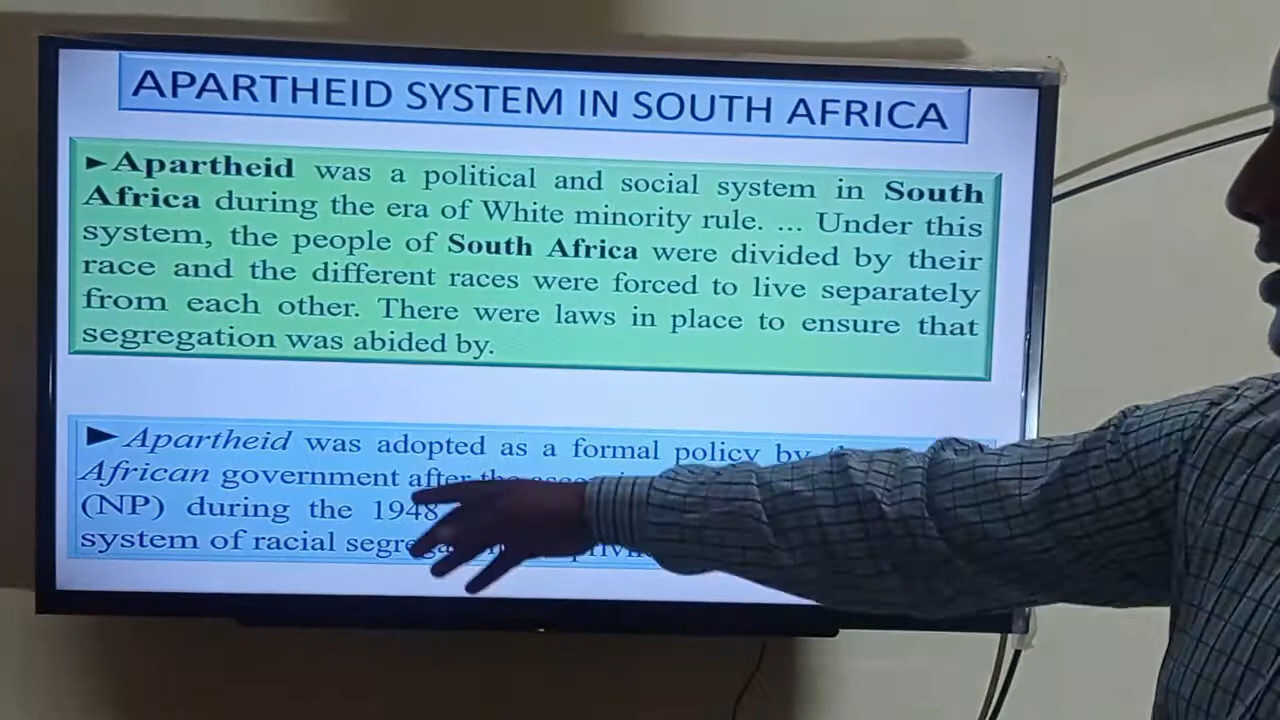 APARTHEID SYSTEM IN SOUTH AFRICA
►Apartheid was a political and social system in South
Africa during the era of White minority rule. ... Under this
system, the people of South Africa were divided by their
race and the different races were forced to live separately
from each other. There were laws in place to ensure that
segregation was abided by.
►Apartheid was adopted as a formal policy by
African government after the
(NP) during the 1948
system of racial